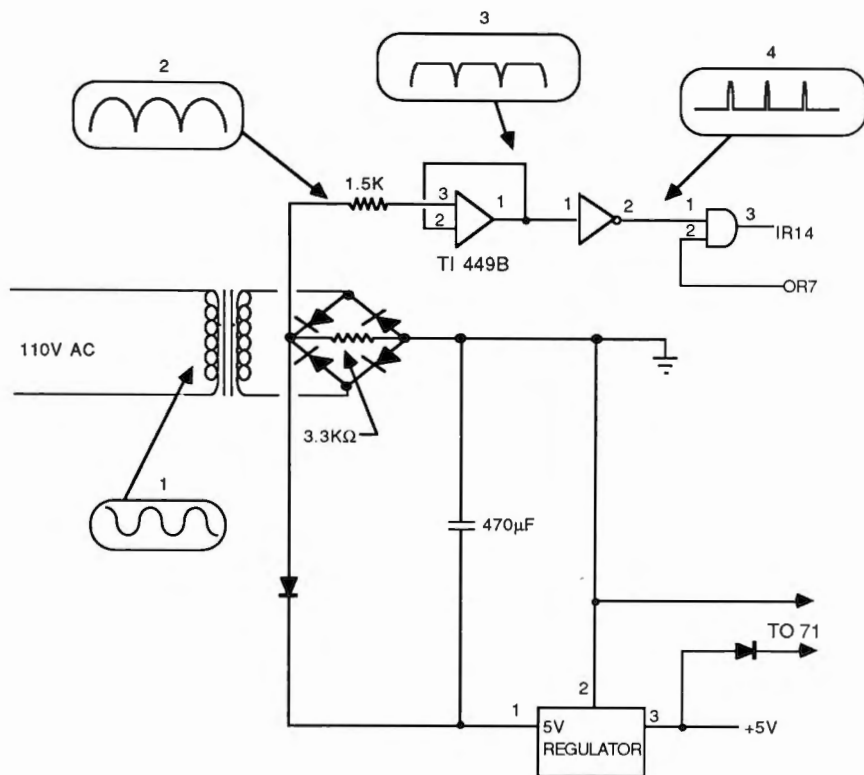 3
2
4
1.5K
3
1
2
TI 449B
1
2
1
2
3
IR14
OR7
110V AC
3.3KΩ
1
470µF
TO 71
2
1
5V
REGULATOR
3
+5V